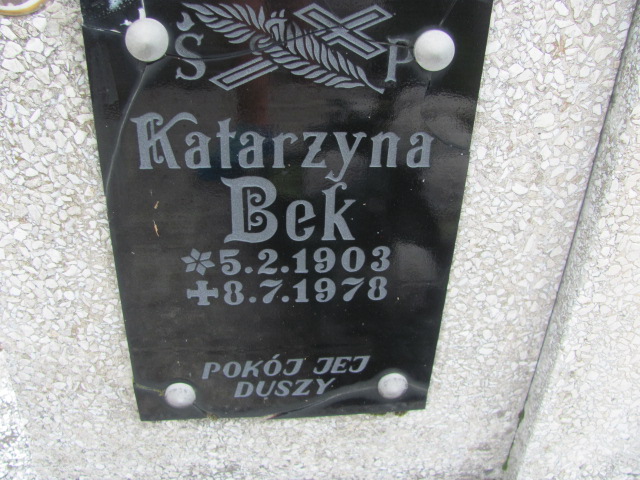 Ś P
Katarzyna
Bek
* 5.2.1903
✚ 8.7.1978
POKÓJ JEJ
DUSZY